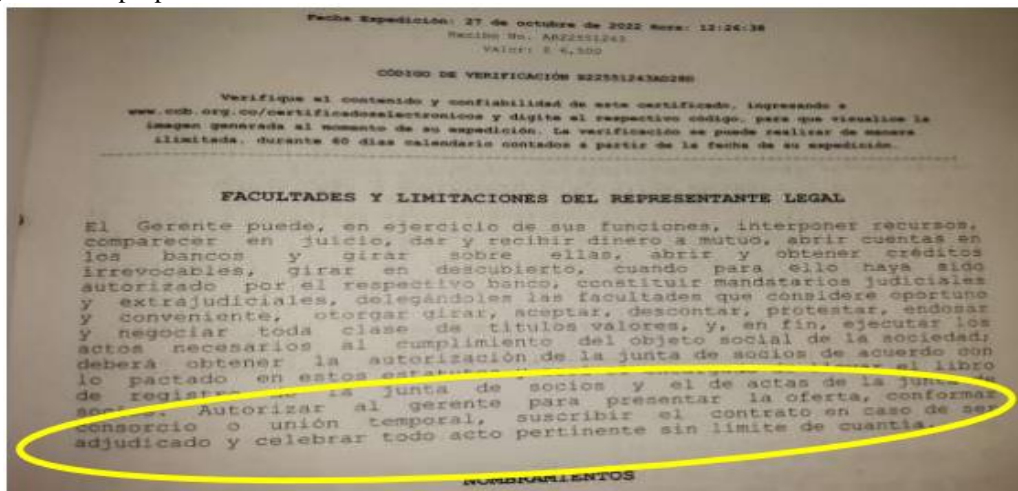 Fecha Expedición: 27 de octubre de 2022 Hora: 12:26:38
Recibo No. AB22551243
Valor: $ 6,500
CÓDIGO DE VERIFICACIÓN
Verifique el contenido y confiabilidad de este certificado, ingresando a
www.ccb.org.co/certificadoselectronicos y digite el respectivo código, para que visualice la
imagen generada al momento de su expedición. La verificación se puede realizar de manera
ilimitada, durante 60 días calendario contados a partir de la fecha de su expedición.
FACULTADES Y LIMITACIONES DEL REPRESENTANTE LEGAL
El Gerente puede, en ejercicio de sus funciones, interponer recursos,
comparecer en juicio, dar y recibir dinero a mutuo, abrir cuentas en
los bancos y girar sobre ellas, abrir y obtener créditos
irrevocables, girar en descubierto, cuando para ello haya sido
autorizado por el respectivo banco, constituir mandatarios judiciales
y extrajudiciales, delegándoles las facultades que considere oportuno
y conveniente, otorgar girar, aceptar, descontar, protestar, endosar
y negociar toda clase de títulos valores, y, en fin, ejecutar los
actos necesarios al cumplimiento del objeto social de la sociedad;
deberá obtener la autorización de la junta de socios de acuerdo con
lo pactado en estos estatutos libro
de registro de la junta de socios y el de actas de la junta de
socios. Autorizar al gerente para presentar la oferta, conformar
consorcio o unión temporal, suscribir el contrato en caso de ser
adjudicado y celebrar todo acto pertinente sin límite de cuantía.
NOMBRAMIENTOS